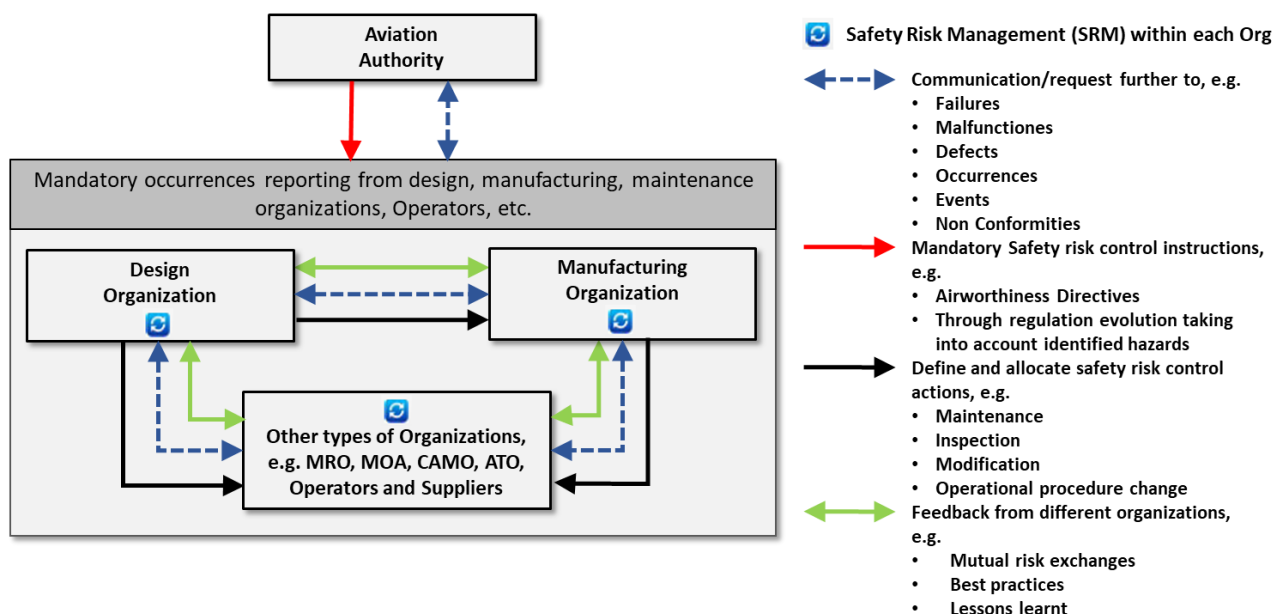 Aviation
Authority
Mandatory occurrences reporting from design, manufacturing, maintenance
organizations, Operators, etc.
Design
Organization
Manufacturing
Organization
Other types of Organizations,
e.g. MRO, MOA, CAMO, ATO,
Operators and Suppliers
Safety Risk Management (SRM) within each Org
Communication/request further to, e.g.
• Failures
• Malfunctiones
• Defects
• Occurrences
• Events
• Non Conformities
Mandatory Safety risk control instructions,
e.g.
• Airworthiness Directives
• Through regulation evolution taking
into account identified hazards
Define and allocate safety risk control
actions, e.g.
• Maintenance
• Inspection
• Modification
• Operational procedure change
Feedback from different organizations,
e.g.
• Mutual risk exchanges
• Best practices
• Lessons learnt